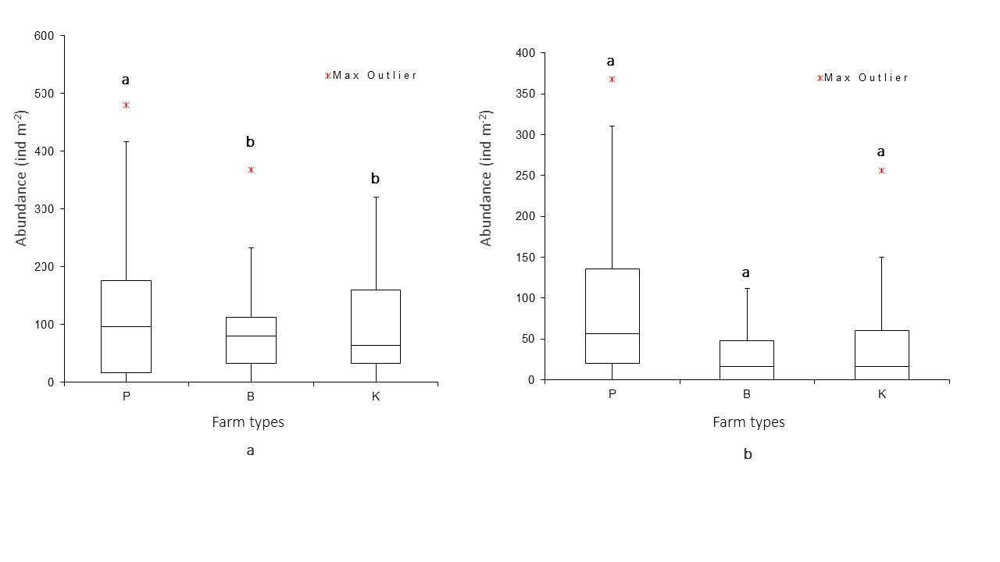 600
500
400
300
200
100
0
Abundance (ind m-2)
a
b
b
Max Outlier
P B K
Farm types
a
400
350
300
250
200
150
100
50
0
Abundance (ind m-2)
a
a
a
Max Outlier
P B K
Farm types
b